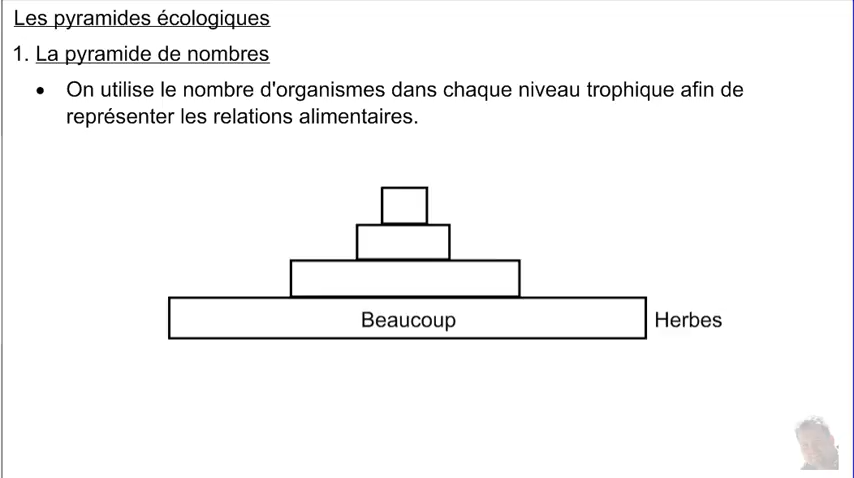 Les pyramides écologiques
1. La pyramide de nombres
• On utilise le nombre d'organismes dans chaque niveau trophique afin de
représenter les relations alimentaires.
Beaucoup Herbes